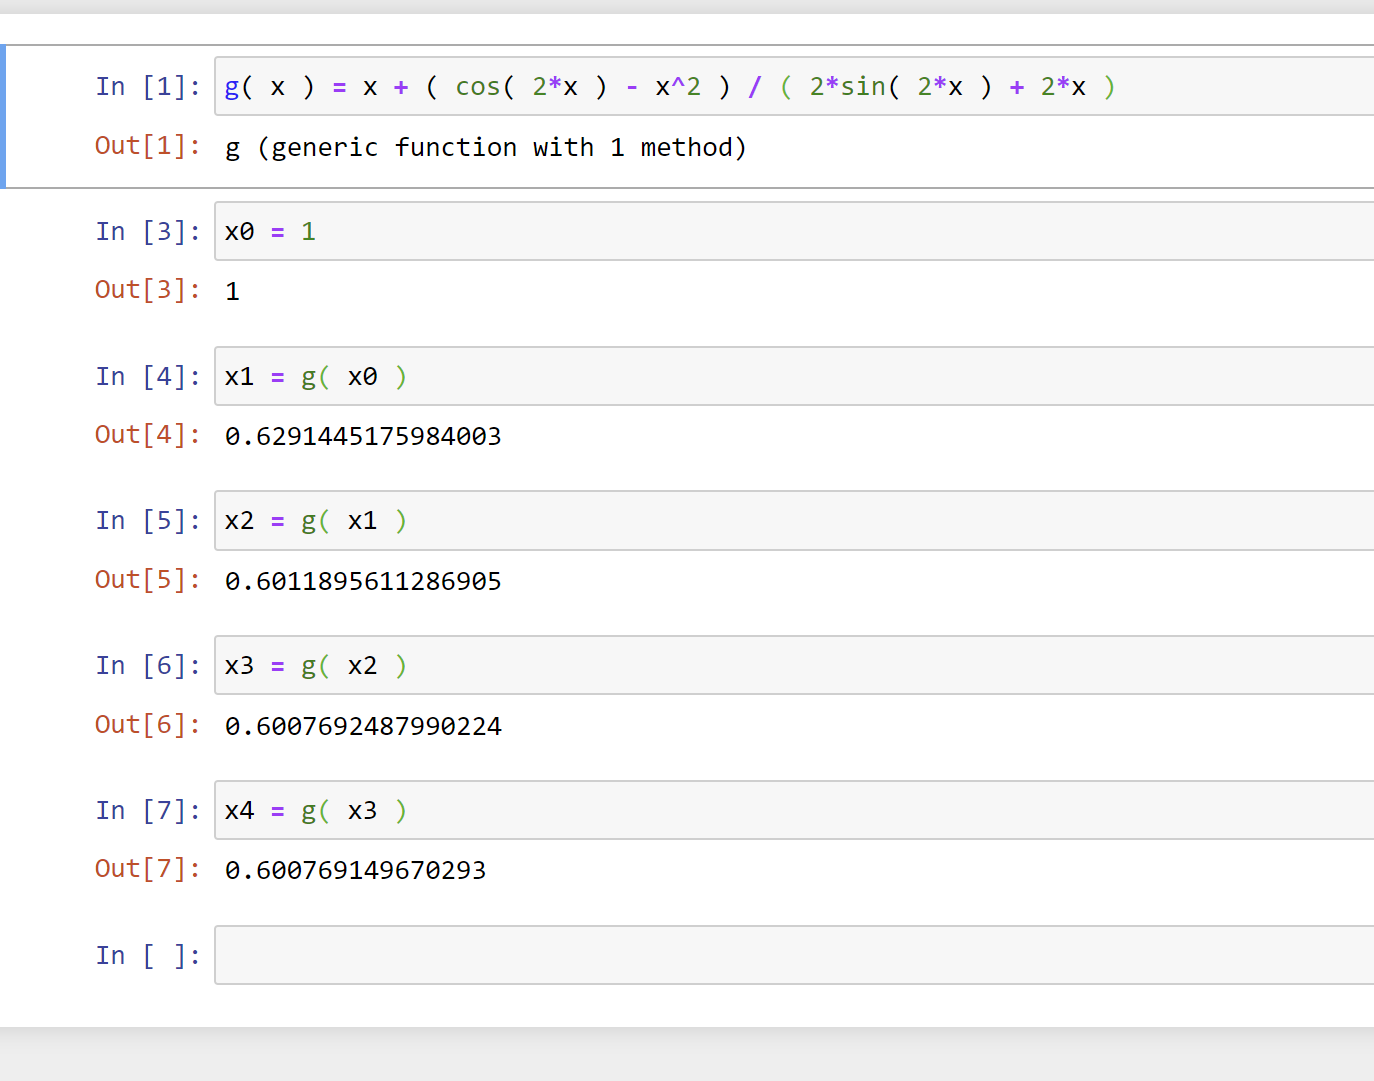 In [1]: g( x ) = x + ( cos( 2*x ) - x^2 ) / ( 2*sin( 2*x ) + 2*x )
Out[1]: g (generic function with 1 method)
In [3]: x0 = 1
Out[3]: 1
In [4]: x1 = g( x0 )
Out[4]: 0.6291445175984003
In [5]: x2 = g( x1 )
Out[5]: 0.6011895611286905
In [6]: x3 = g( x2 )
Out[6]: 0.6007692487990224
In [7]: x4 = g( x3 )
Out[7]: 0.600769149670293
In [ ]: